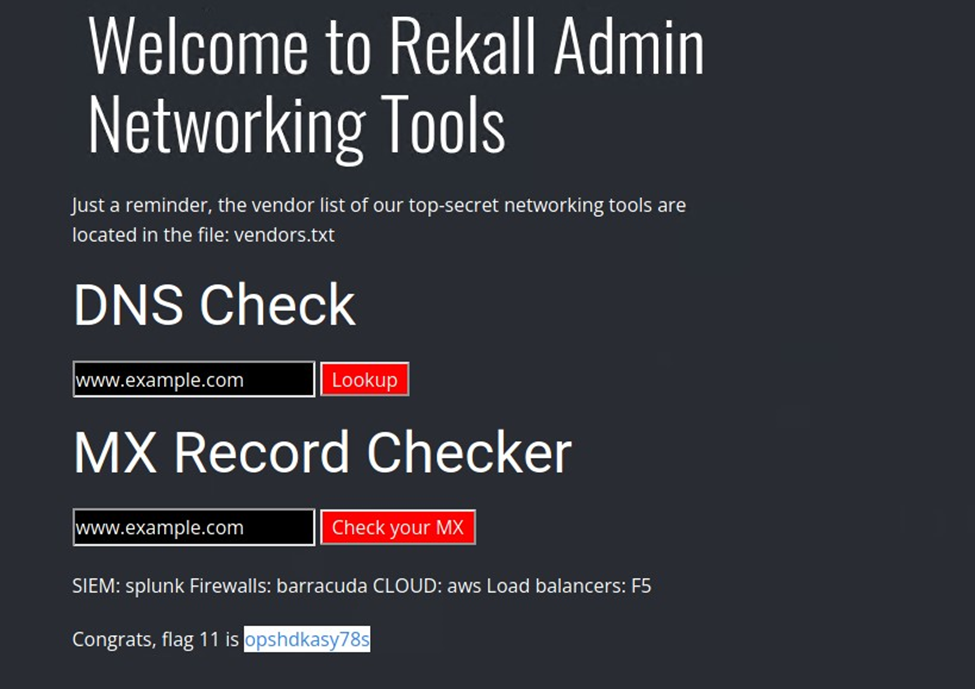 Welcome to Rekall Admin
Networking Tools
Just a reminder, the vendor list of our top-secret networking tools are
located in the file: vendors.txt
DNS Check
www.example.com Lookup
MX Record Checker
www.example.com Check your MX
SIEM: splunk Firewalls: barracuda CLOUD: aws Load balancers: F5
Congrats, flag 11 is opshdkasy78s